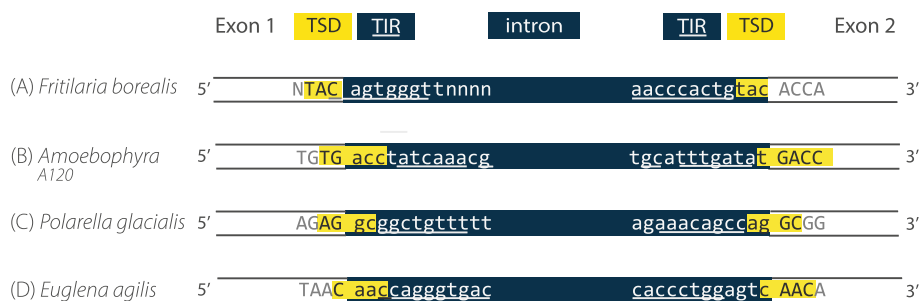 Exon 1 TSD TIR intron TIR TSD Exon 2
(A) Fritilaria borealis 5′ NTAC agtgggttnnnn aacccactgtac ACCA 3′
(B) Amoebophyra 5′ TGTG acctatcaaacg tgcatttgatat GACC 3′
A120
(C) Polarella glacialis 5′ AGAG gcggctgttttt agaaacagccag GCGG 3′
(D) Euglena agilis 5′ TAAC aaccagggtgac caccctggagtc AACA 3′